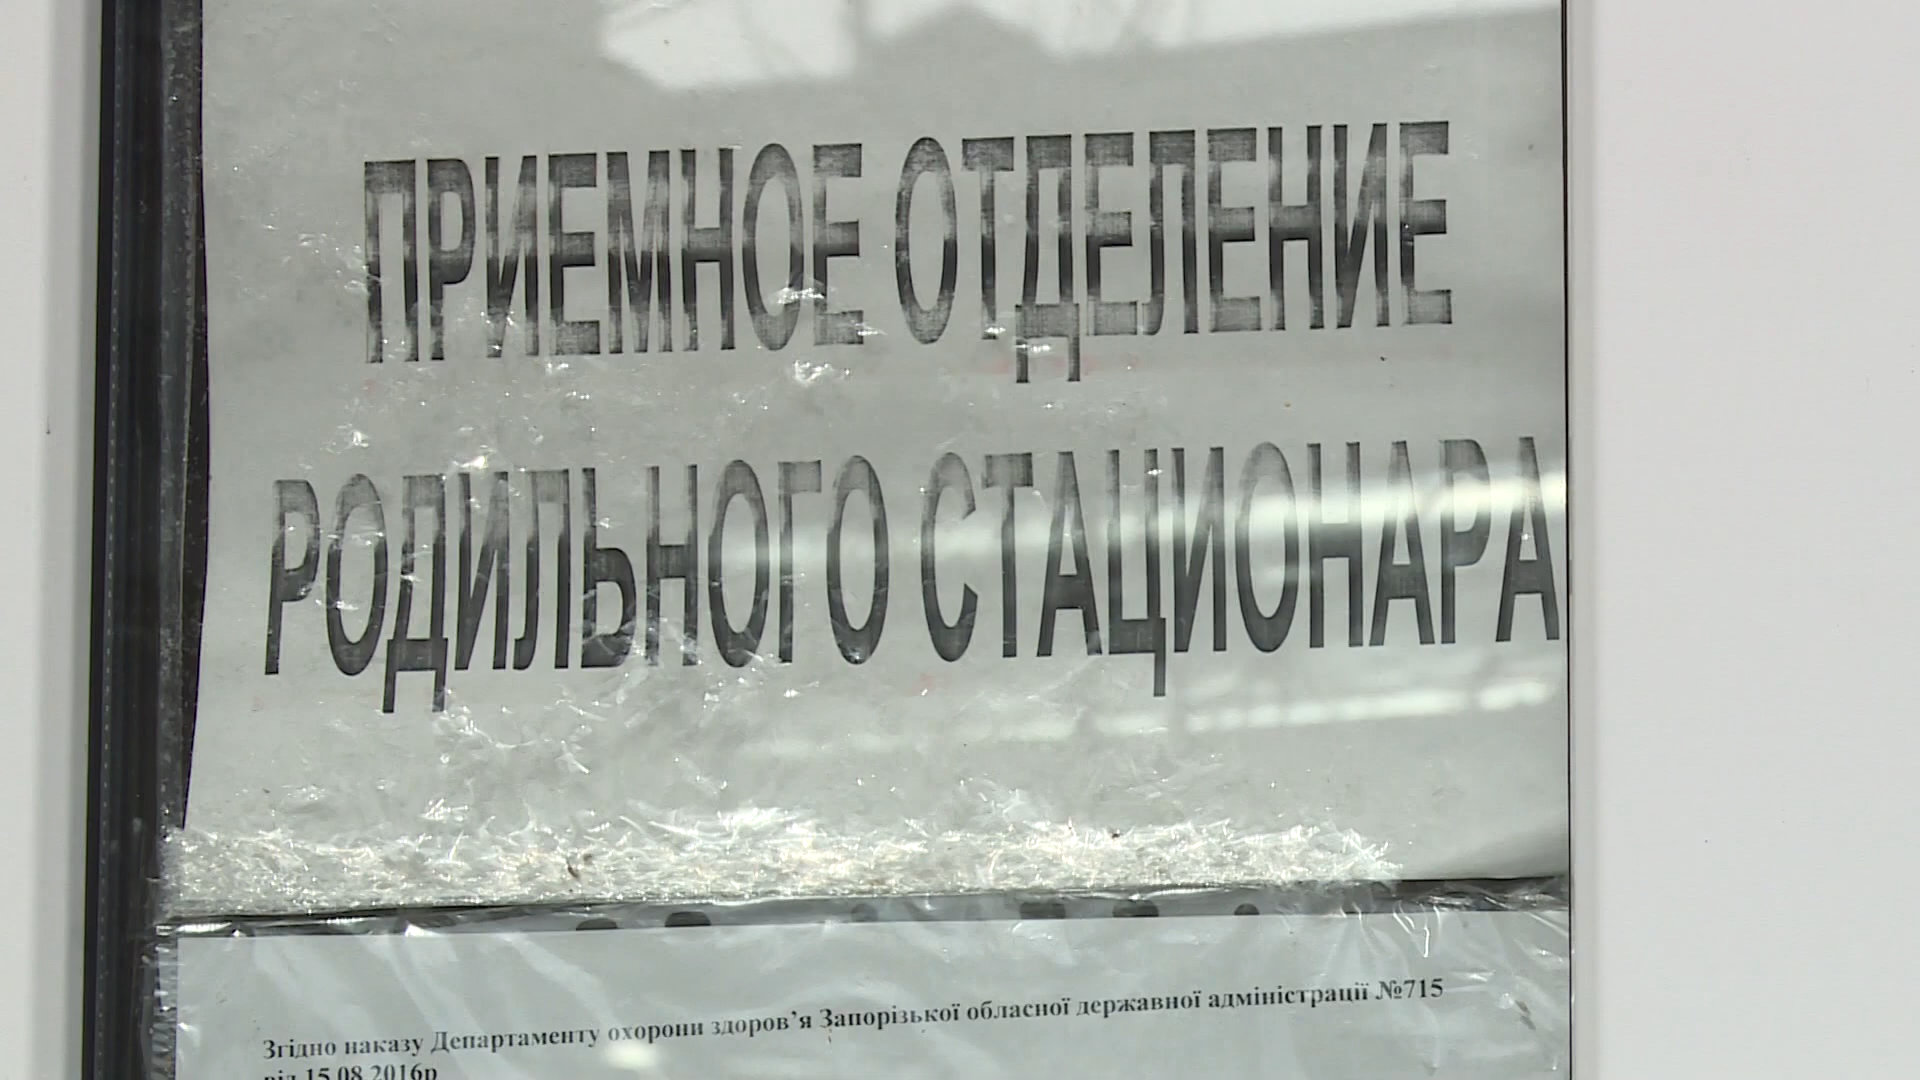 ПРИЕМНОЕ ОТДЕЛЕНИЕ
РОДИЛЬНОГО СТАЦИОНАРА
Згідно наказу Департаменту охорони здоров’я Запорізької обласної державної адміністрації №715
від 15.08.2016р